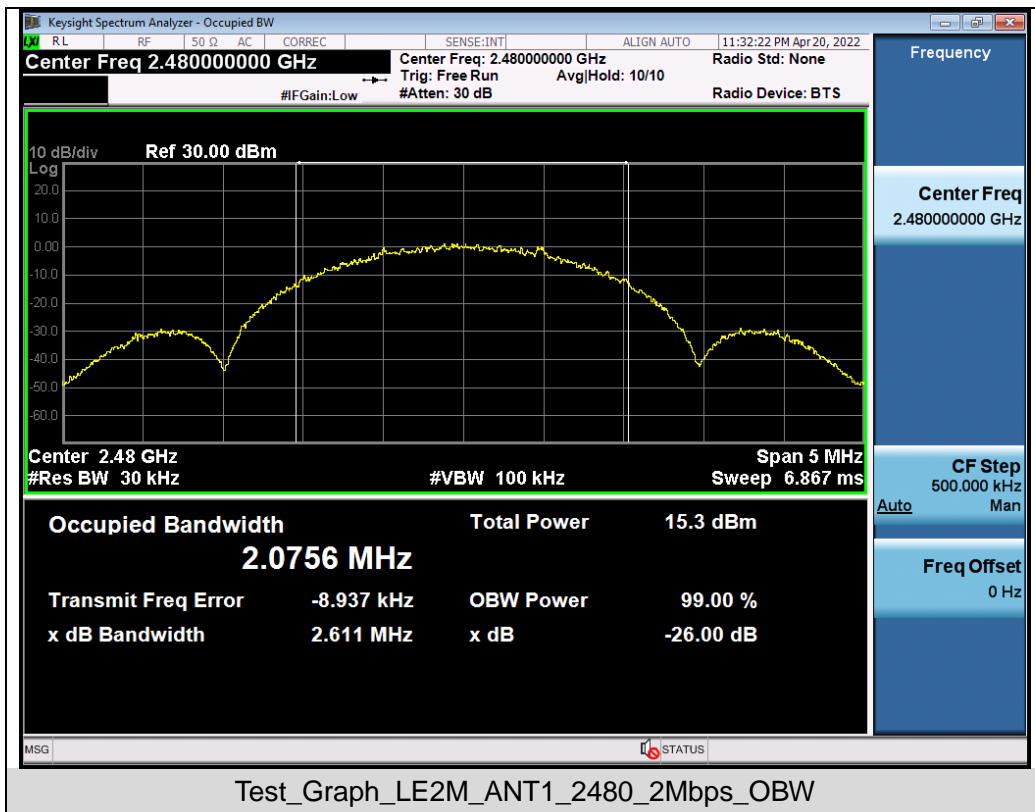 Keysight Spectrum Analyzer - Occupied BW
LXI RL RF 50 Ω AC CORREC SENSE:INT ALIGN AUTO 11:32:22 PM Apr 20, 2022
Center Freq 2.480000000 GHz
Center Freq: 2.480000000 GHz
Radio Std: None
Trig: Free Run Avg|Hold: 10/10
#IFGain:Low
#Atten: 30 dB
Radio Device: BTS
10 dB/div Ref 30.00 dBm
Log
20.0
10.0
0.00
-10.0
-20.0
-30.0
-40.0
-50.0
-60.0
Center 2.48 GHz Span 5 MHz
#Res BW 30 kHz #VBW 100 kHz Sweep 6.867 ms
Occupied Bandwidth Total Power 15.3 dBm
2.0756 MHz
Transmit Freq Error -8.937 kHz OBW Power 99.00 %
x dB Bandwidth 2.611 MHz x dB -26.00 dB
MSG STATUS
Frequency
Center Freq
2.480000000 GHz
CF Step
500.000 kHz
Auto Man
Freq Offset
0 Hz
Test_Graph_LE2M_ANT1_2480_2Mbps_OBW